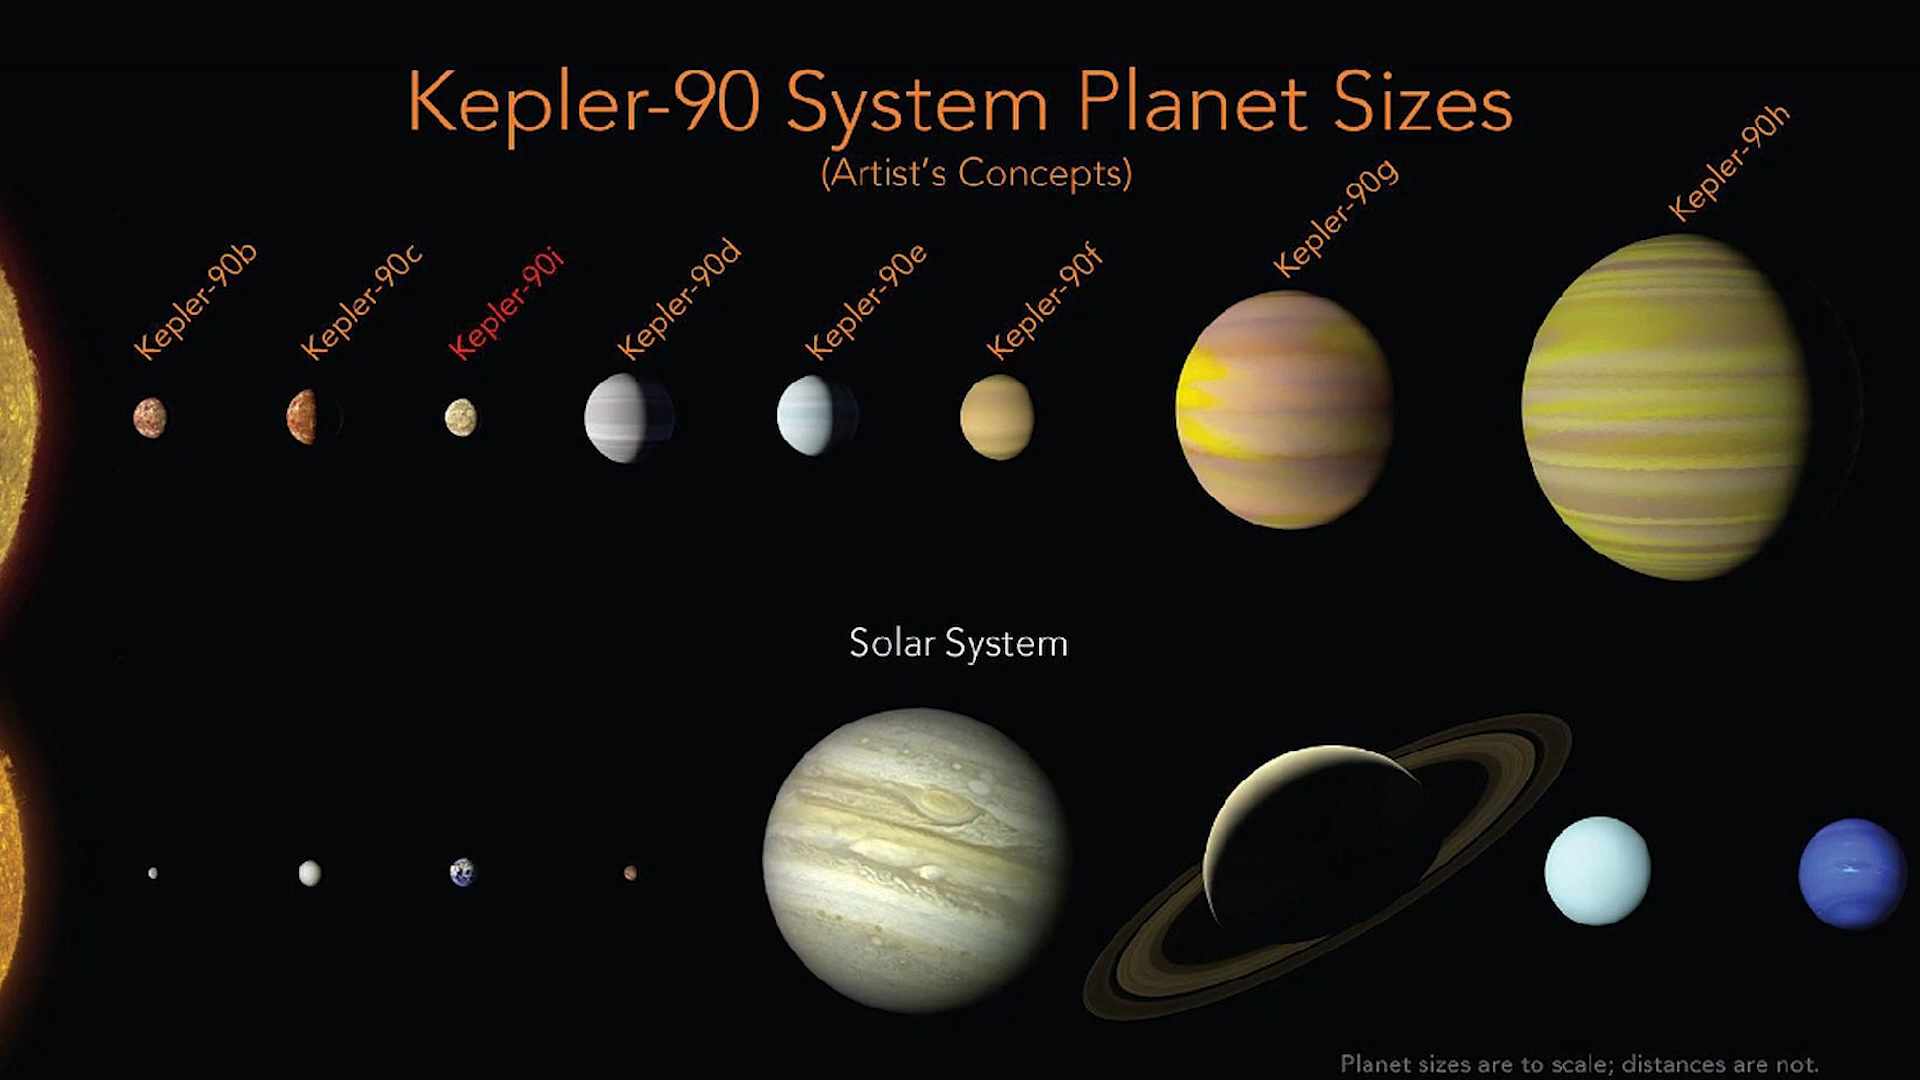 Kepler-90 System Planet Sizes
(Artist's Concepts)
Kepler-90b
Kepler-90c
Kepler-90i
Kepler-90d
Kepler-90e
Kepler-90f
Kepler-90g
Kepler-90h
Solar System
Planet sizes are to scale; distances are not.